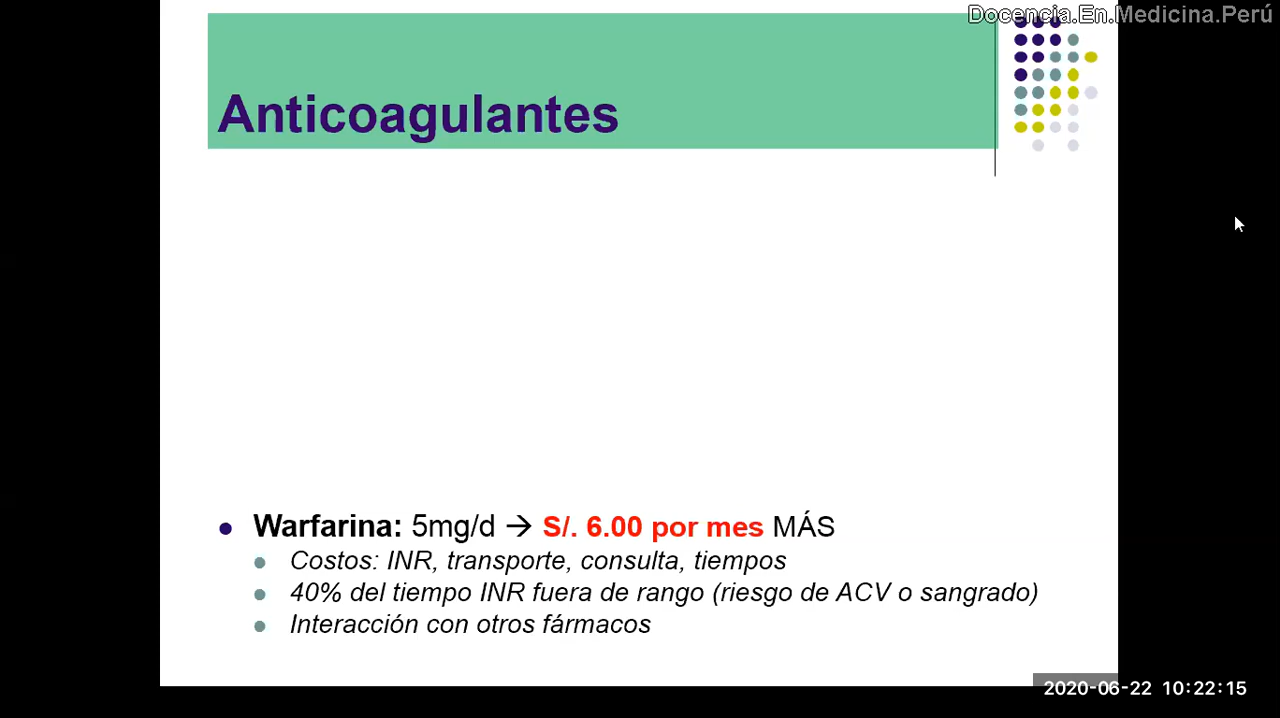 Docencia.En.Medicina.Perú
Anticoagulantes
Warfarina: 5mg/d → S/. 6.00 por mes MÁS
Costos: INR, transporte, consulta, tiempos
40% del tiempo INR fuera de rango (riesgo de ACV o sangrado)
Interacción con otros fármacos
2020-06-22 10:22:15